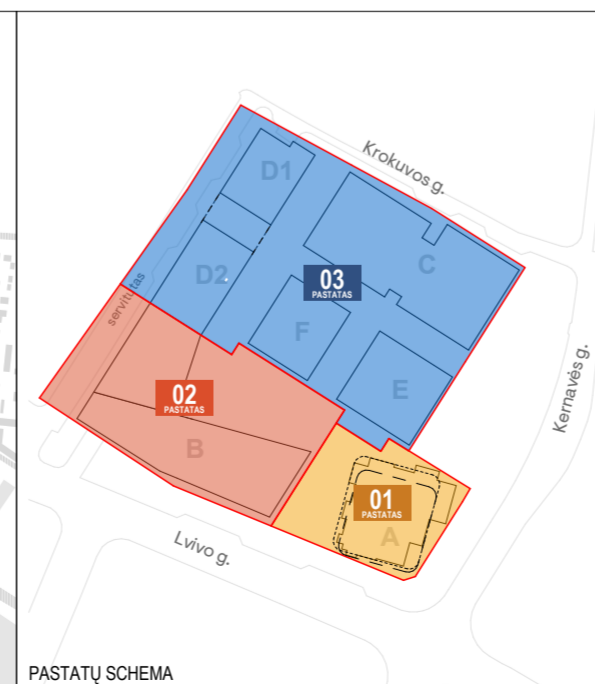 Krokuvos g.
D1
C
D2
03
PASTATAS
servitutas
F
Kernavės g.
E
02
PASTATAS
B
01
PASTATAS
A
Lvivo g.
PASTATŲ SCHEMA